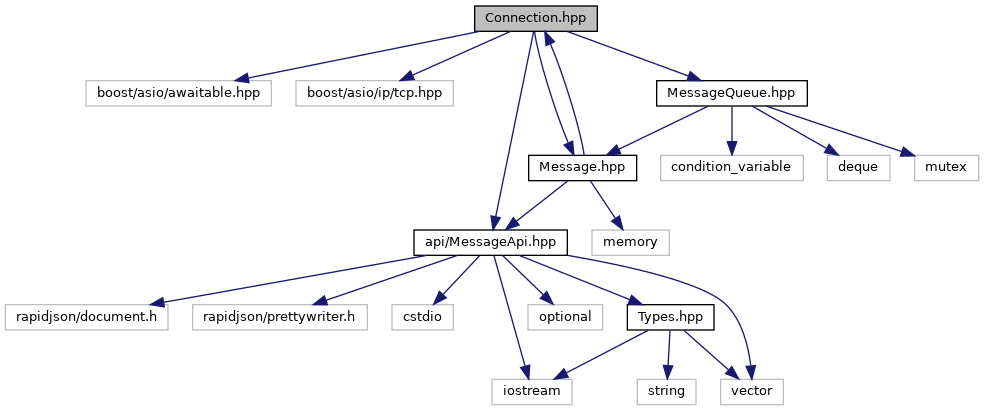 Connection.hpp
boost/asio/awaitable.hpp
boost/asio/ip/tcp.hpp
MessageQueue.hpp
Message.hpp
condition_variable
deque
mutex
api/MessageApi.hpp
memory
rapidjson/document.h
rapidjson/prettywriter.h
cstdio
optional
Types.hpp
iostream
string
vector